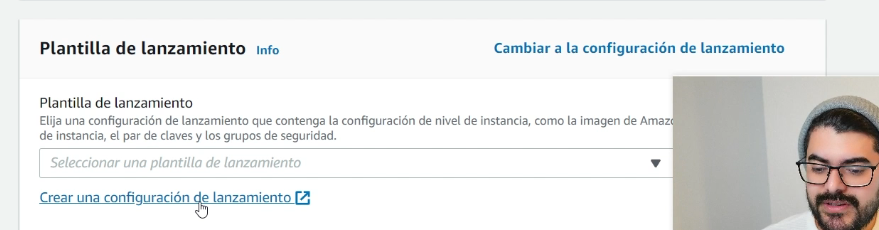 Plantilla de lanzamiento Info
Cambiar a la configuración de lanzamiento
Plantilla de lanzamiento
Elija una configuración de lanzamiento que contenga la configuración de nivel de instancia, como la imagen de
de instancia, el par de claves y los grupos de seguridad.
Seleccionar una plantilla de lanzamiento
Crear una configuración de lanzamiento